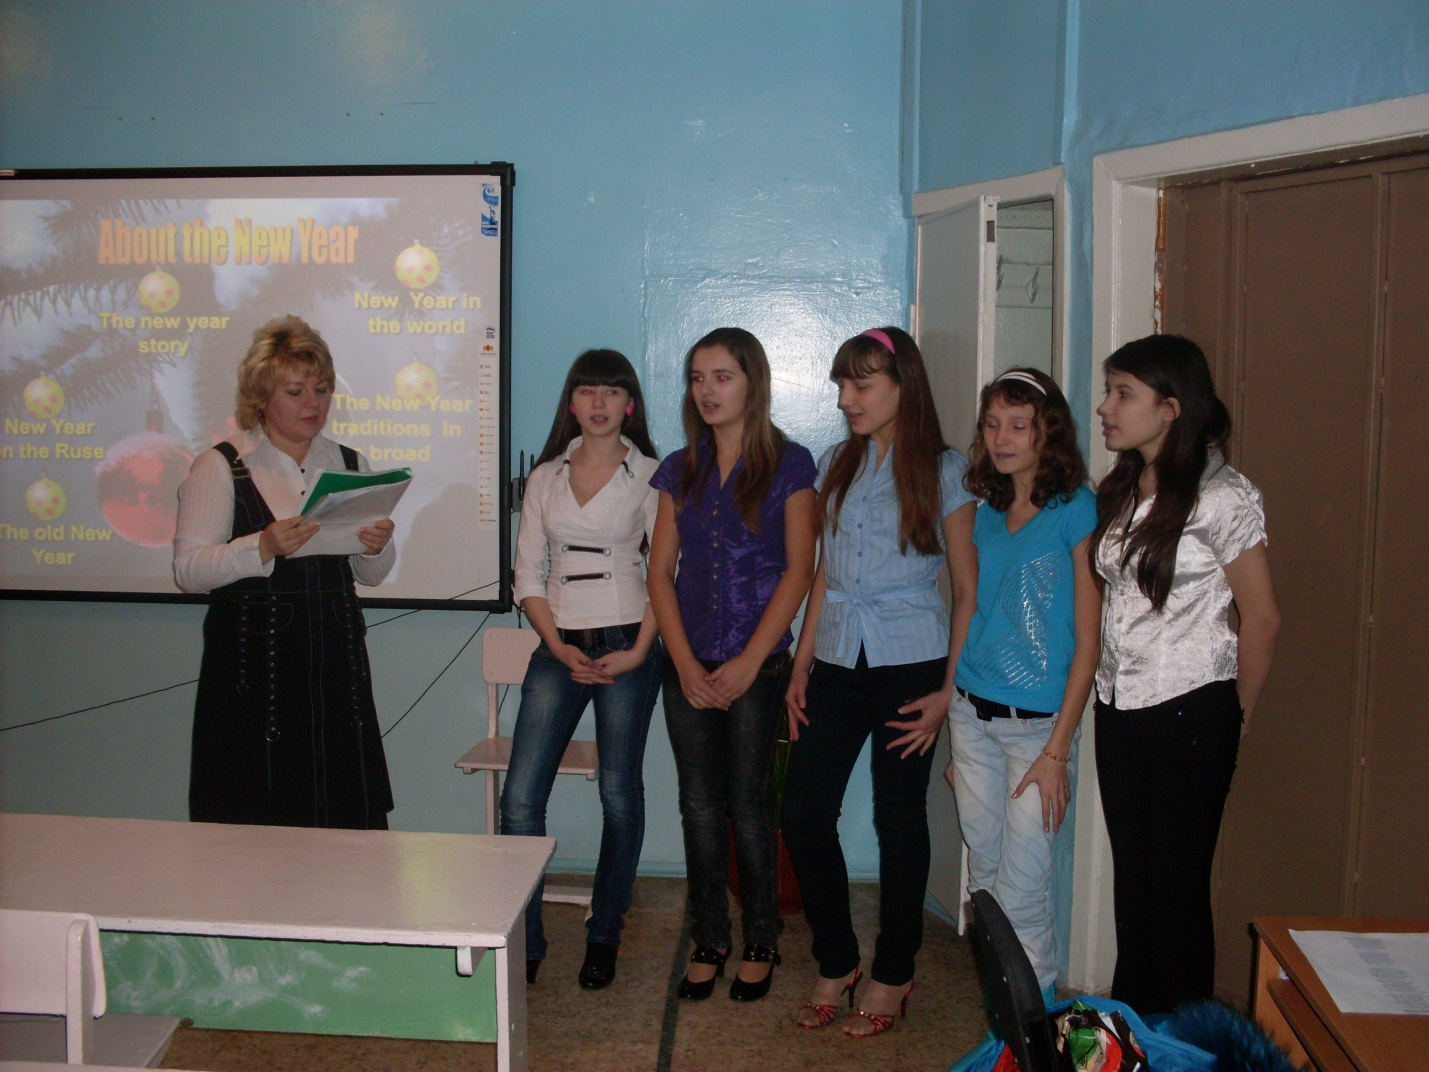 About the New Year
The new year
story
New Year in
the world
New Year
on the Ruse
The New Year
traditions in
broad
The old New
Year